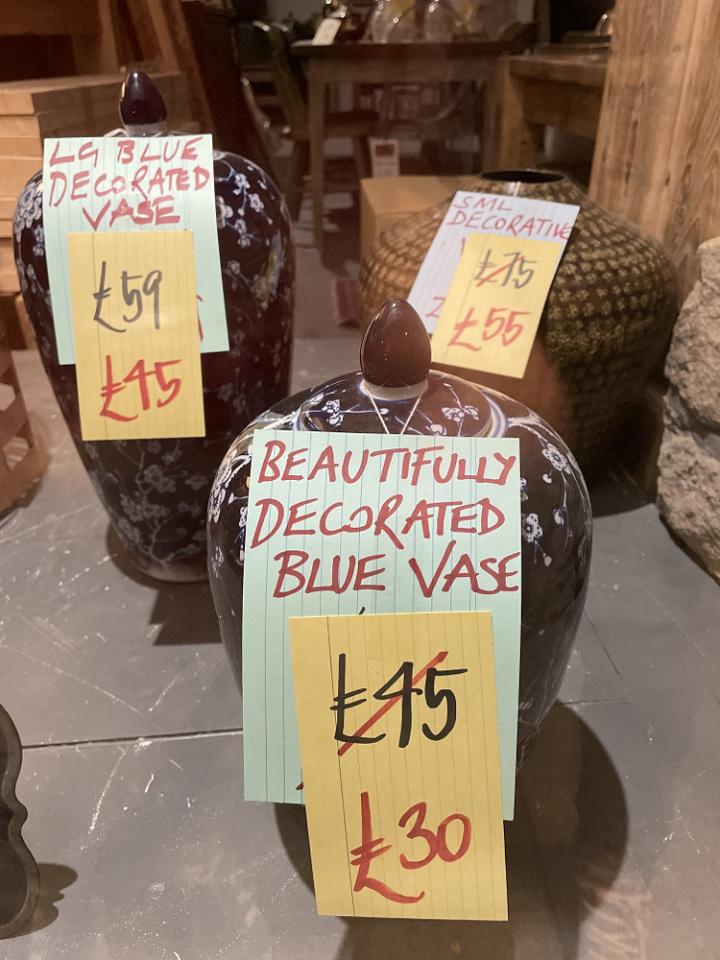 LG BLUE
DECORATED
VASE
£59
£45
SML
DECORATIVE
£75
£55
BEAUTIFULLY
DECORATED
BLUE VASE
£45
£30